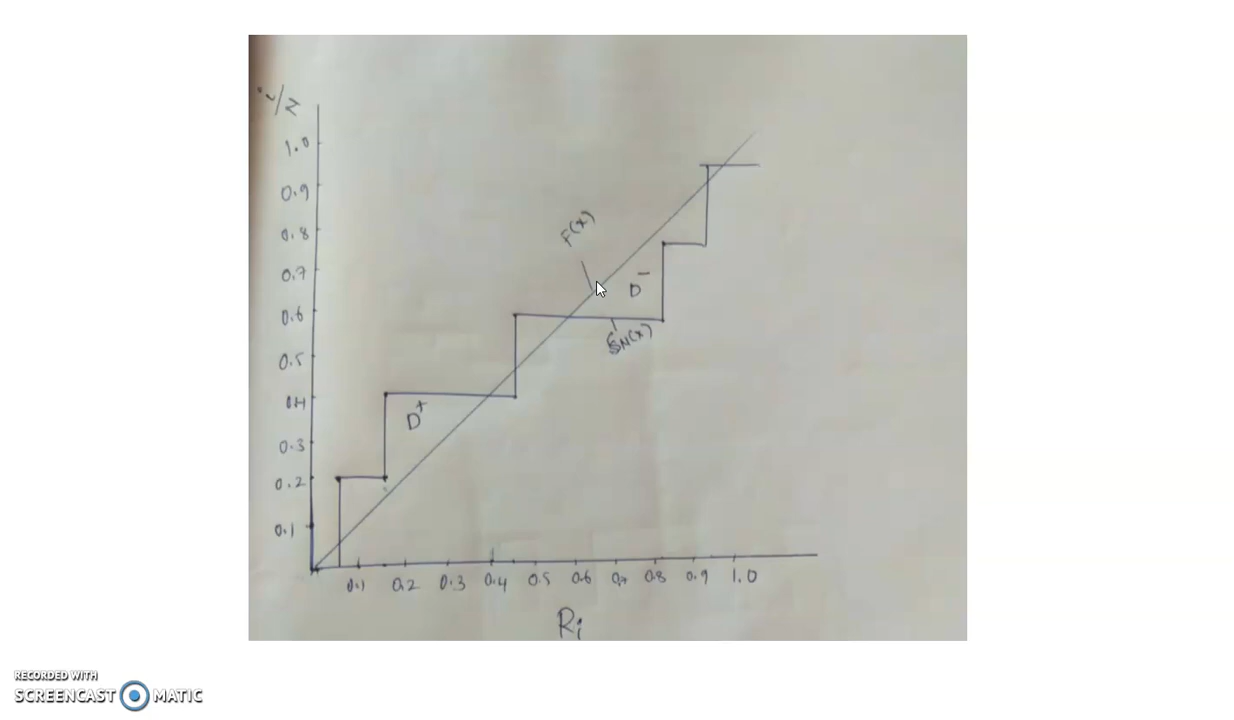 i/N
1.0
0.9
0.8
0.7
0.6
0.5
0.4
0.3
0.2
0.1
F(x)
D⁻
SN(x)
D⁺
0.1 0.2 0.3 0.4 0.5 0.6 0.7 0.8 0.9 1.0
Ri
RECORDED WITH
SCREENCAST MATIC